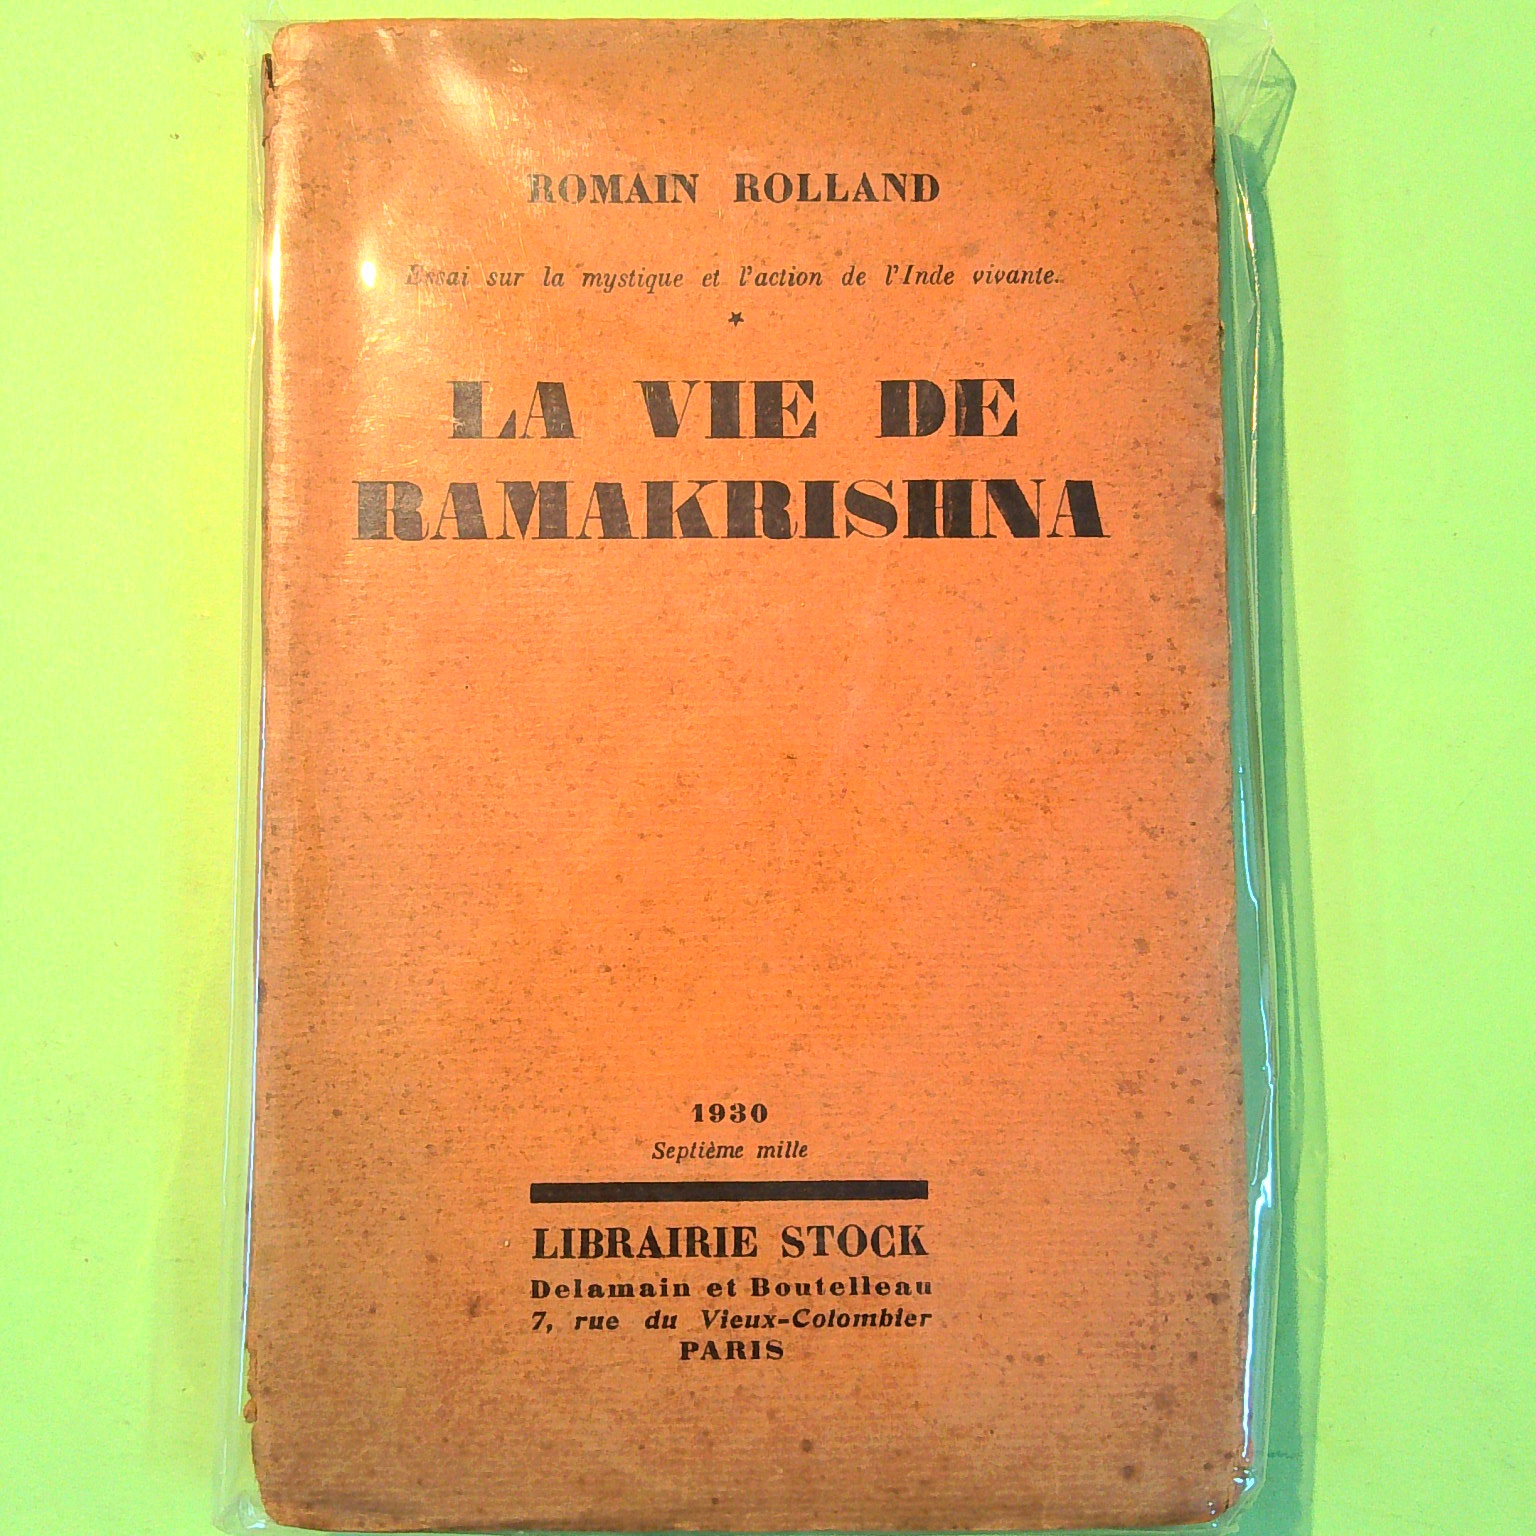 ROMAIN ROLLAND
Essai sur la mystique et l'action de l'Inde vivante.
★
LA VIE DE
RAMAKRISHNA
1930
Septième mille
LIBRAIRIE STOCK
Delamain et Boutelleau
7, rue du Vieux-Colombier
PARIS